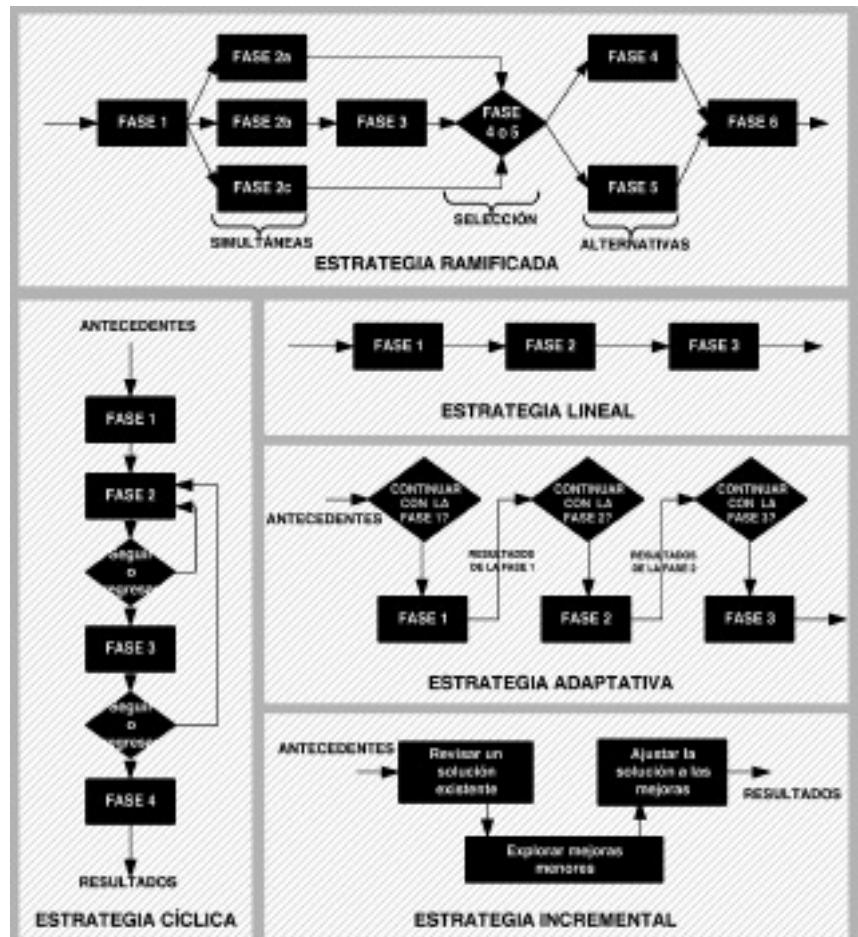 FASE 2a
FASE 4
FASE 1
FASE 2b
FASE 3
FASE
4 o 5
FASE 6
FASE 2c
FASE 5
SIMULTÁNEAS
SELECCIÓN
ALTERNATIVAS
ESTRATEGIA RAMIFICADA
ANTECEDENTES
FASE 1
FASE 2
Seguir
o
regresar
FASE 3
Seguir
o
regresar
FASE 4
RESULTADOS
ESTRATEGIA CÍCLICA
FASE 1
FASE 2
FASE 3
ESTRATEGIA LINEAL
ANTECEDENTES
CONTINUAR
CON LA
FASE 1?
CONTINUAR
CON LA
FASE 2?
CONTINUAR
CON LA
FASE 3?
RESULTADOS
DE LA FASE 1
RESULTADOS
DE LA FASE 2
FASE 1
FASE 2
FASE 3
ESTRATEGIA ADAPTATIVA
ANTECEDENTES
Revisar un
solución
existente
Ajustar la
solución a las
mejoras
RESULTADOS
Explorar mejoras
menores
ESTRATEGIA INCREMENTAL